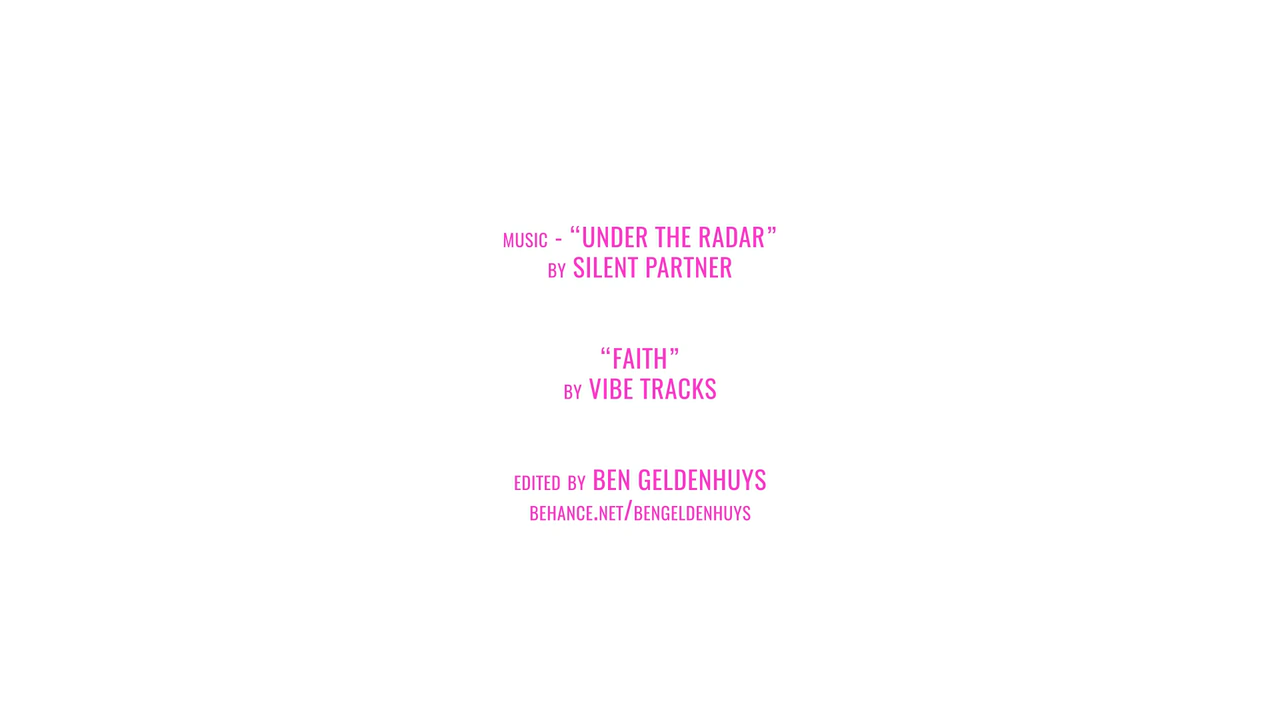 MUSIC - “UNDER THE RADAR”
BY SILENT PARTNER
“FAITH”
BY VIBE TRACKS
EDITED BY BEN GELDENHUYS
BEHANCE.NET/BENGELDENHUYS